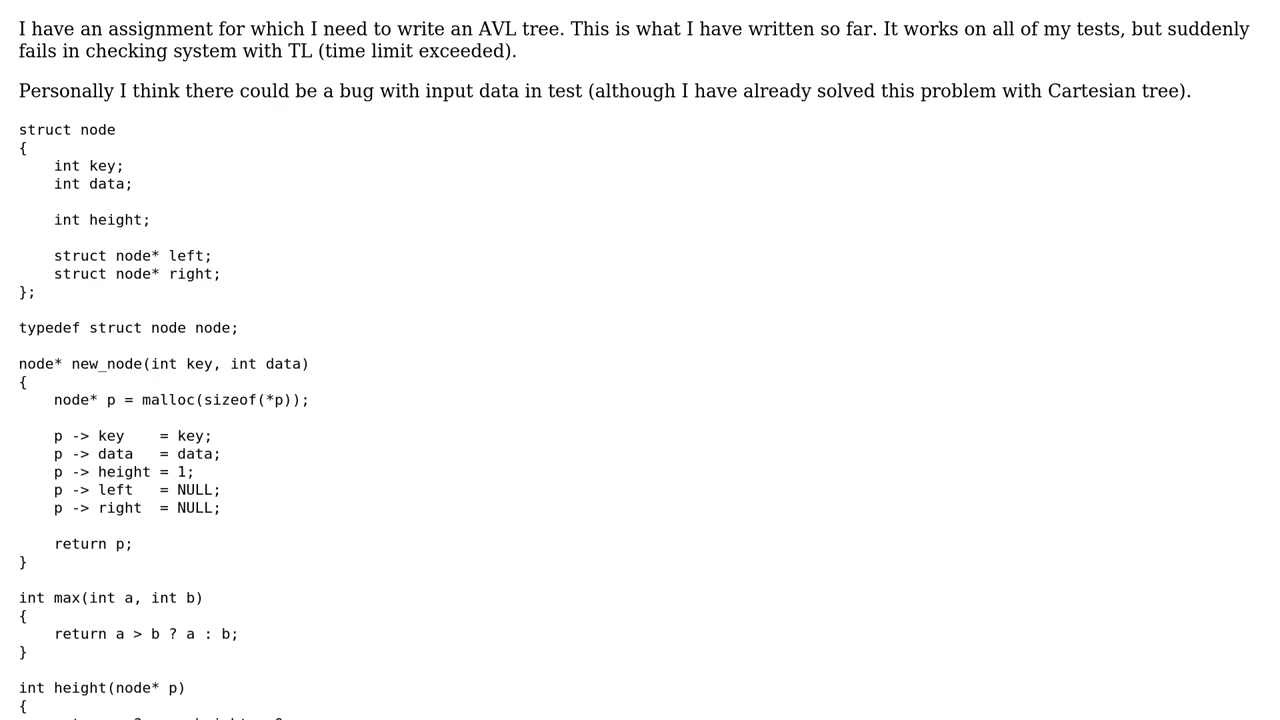 I have an assignment for which I need to write an AVL tree. This is what I have written so far. It works on all of my tests, but suddenly
fails in checking system with TL (time limit exceeded).
Personally I think there could be a bug with input data in test (although I have already solved this problem with Cartesian tree).
struct node
{
    int key;
    int data;
    int height;
    struct node* left;
    struct node* right;
};
typedef struct node node;
node* new_node(int key, int data)
{
    node* p = malloc(sizeof(*p));
    p -> key    = key;
    p -> data   = data;
    p -> height = 1;
    p -> left   = NULL;
    p -> right  = NULL;
    return p;
}
int max(int a, int b)
{
    return a > b ? a : b;
}
int height(node* p)
{